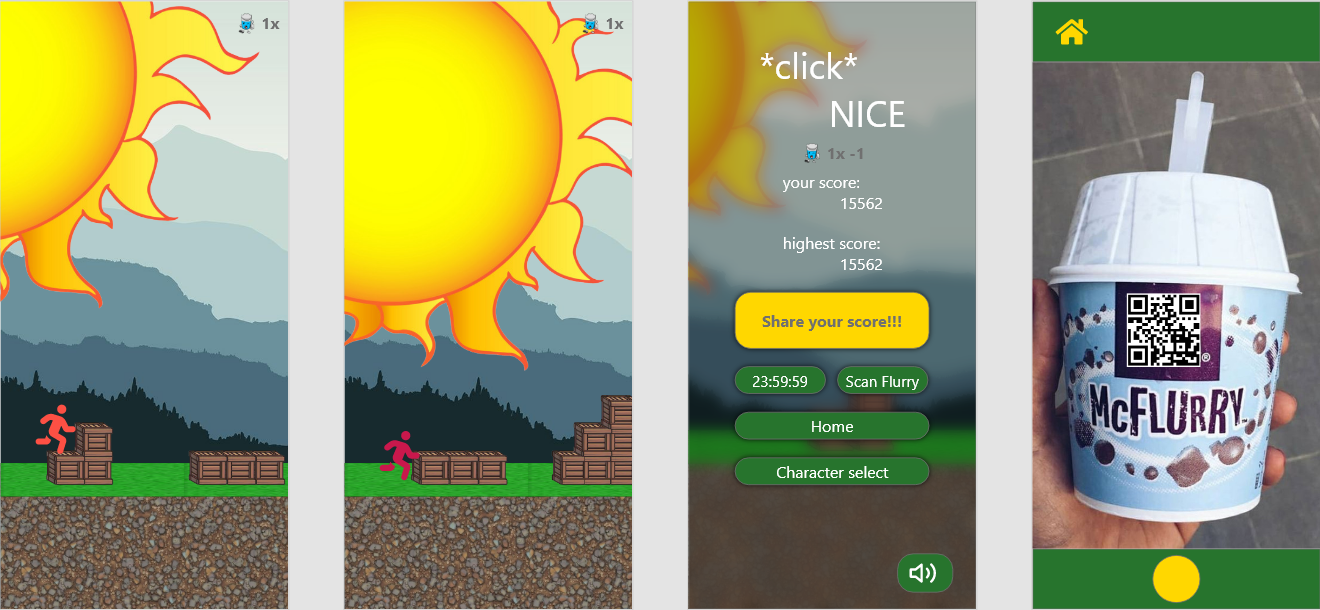 1x
1x
*click*
NICE
1x -1
your score:
15562
highest score:
15562
Share your score!!!
23:59:59
Scan Flurry
Home
Character select
®
McFLURRY